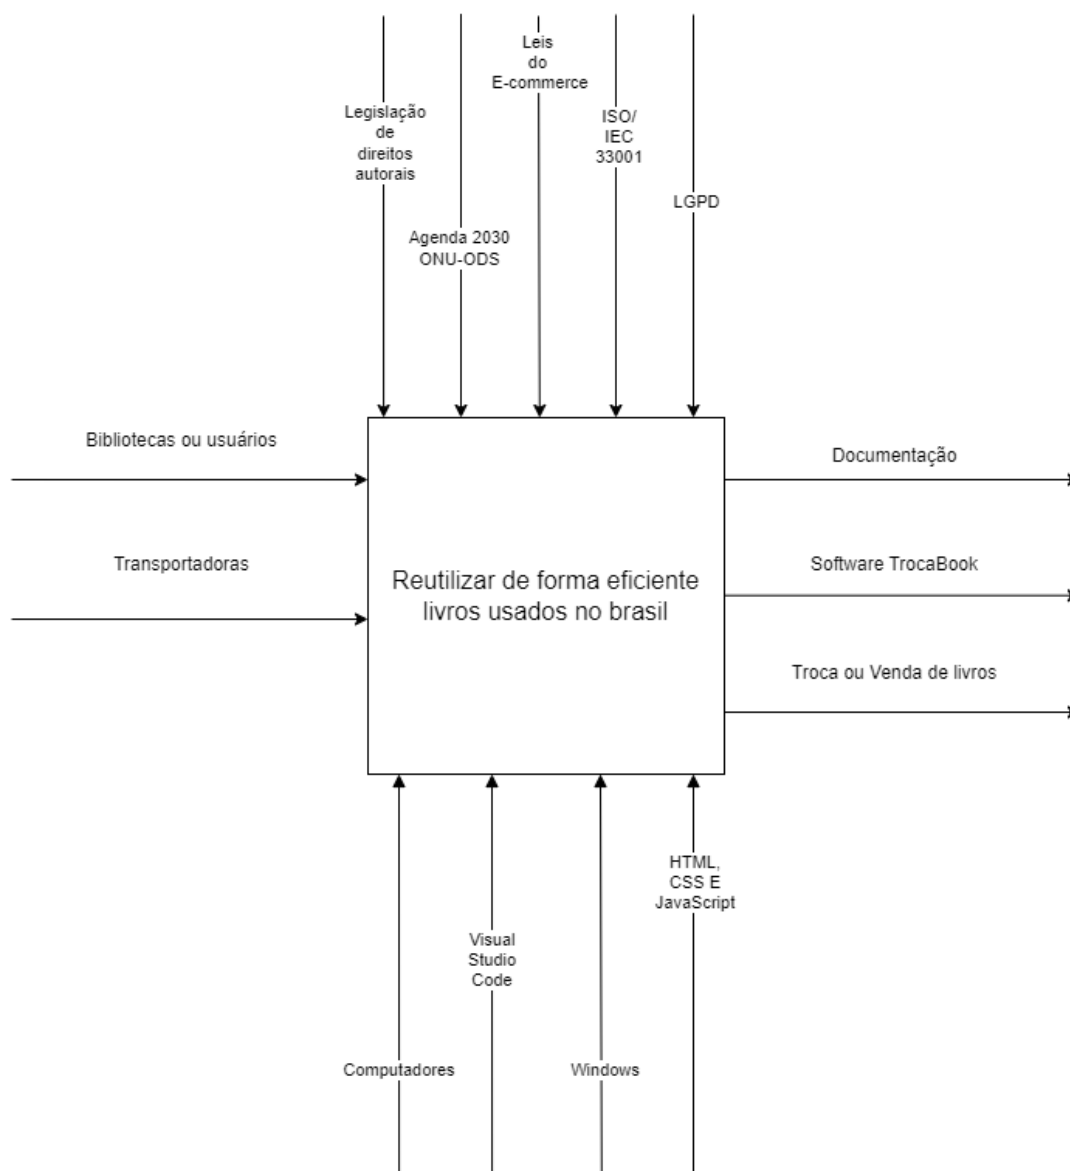 Leis
do
E-commerce
Legislação
de
direitos
autorais
ISO/
IEC
33001
LGPD
Agenda 2030
ONU-ODS
Bibliotecas ou usuários
Transportadoras
Reutilizar de forma eficiente
livros usados no brasil
Documentação
Software TrocaBook
Troca ou Venda de livros
HTML,
CSS E
JavaScript
Visual
Studio
Code
Computadores
Windows